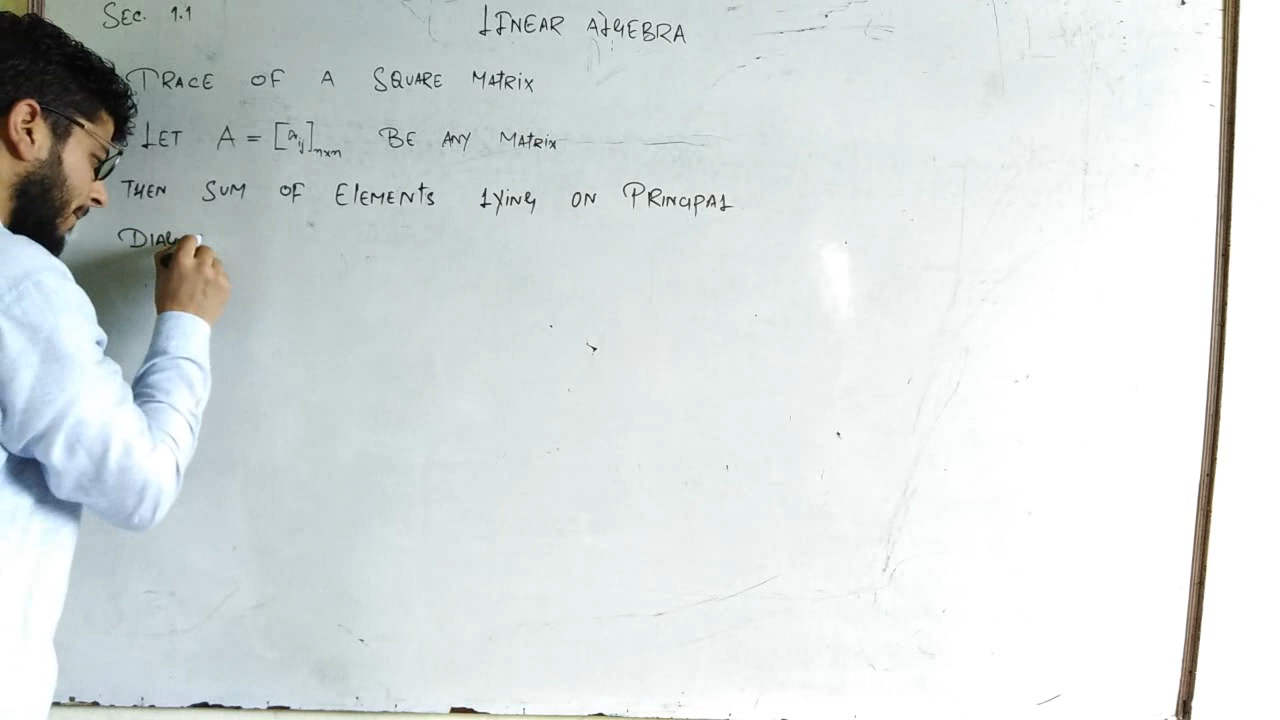 SEC. 1.1
LINEAR ALGEBRA
TRACE OF A SQUARE MATRIX
LET A = [aij]n×n BE ANY MATRIX
THEN SUM OF ELEMENTS LYING ON PRINCIPAL